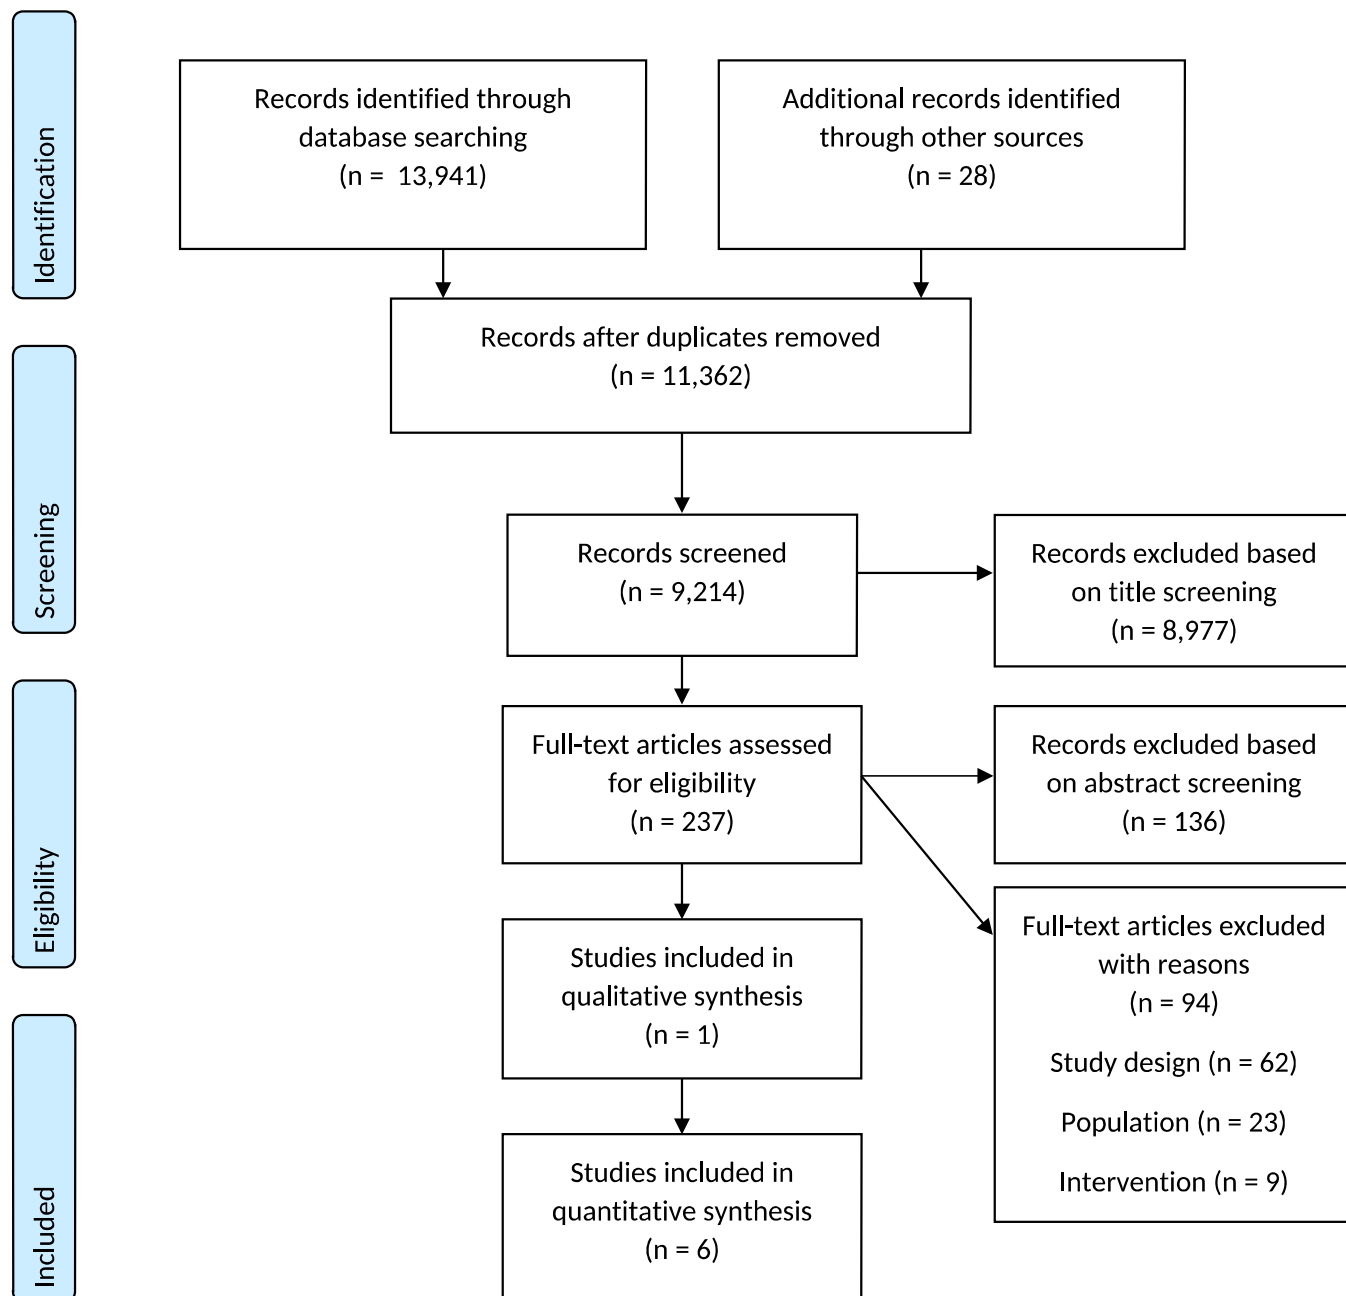 Identification
Records identified through
database searching
(n =  13,941)
Additional records identified
through other sources
(n = 28)
Records after duplicates removed
(n = 11,362)
Screening
Records screened
(n = 9,214)
Records excluded based
on title screening
(n = 8,977)
Eligibility
Full-text articles assessed
for eligibility
(n = 237)
Records excluded based
on abstract screening
(n = 136)
Full-text articles excluded
with reasons
(n = 94)
Study design (n = 62)
Population (n = 23)
Intervention (n = 9)
Studies included in
qualitative synthesis
(n = 1)
Included
Studies included in
quantitative synthesis
(n = 6)